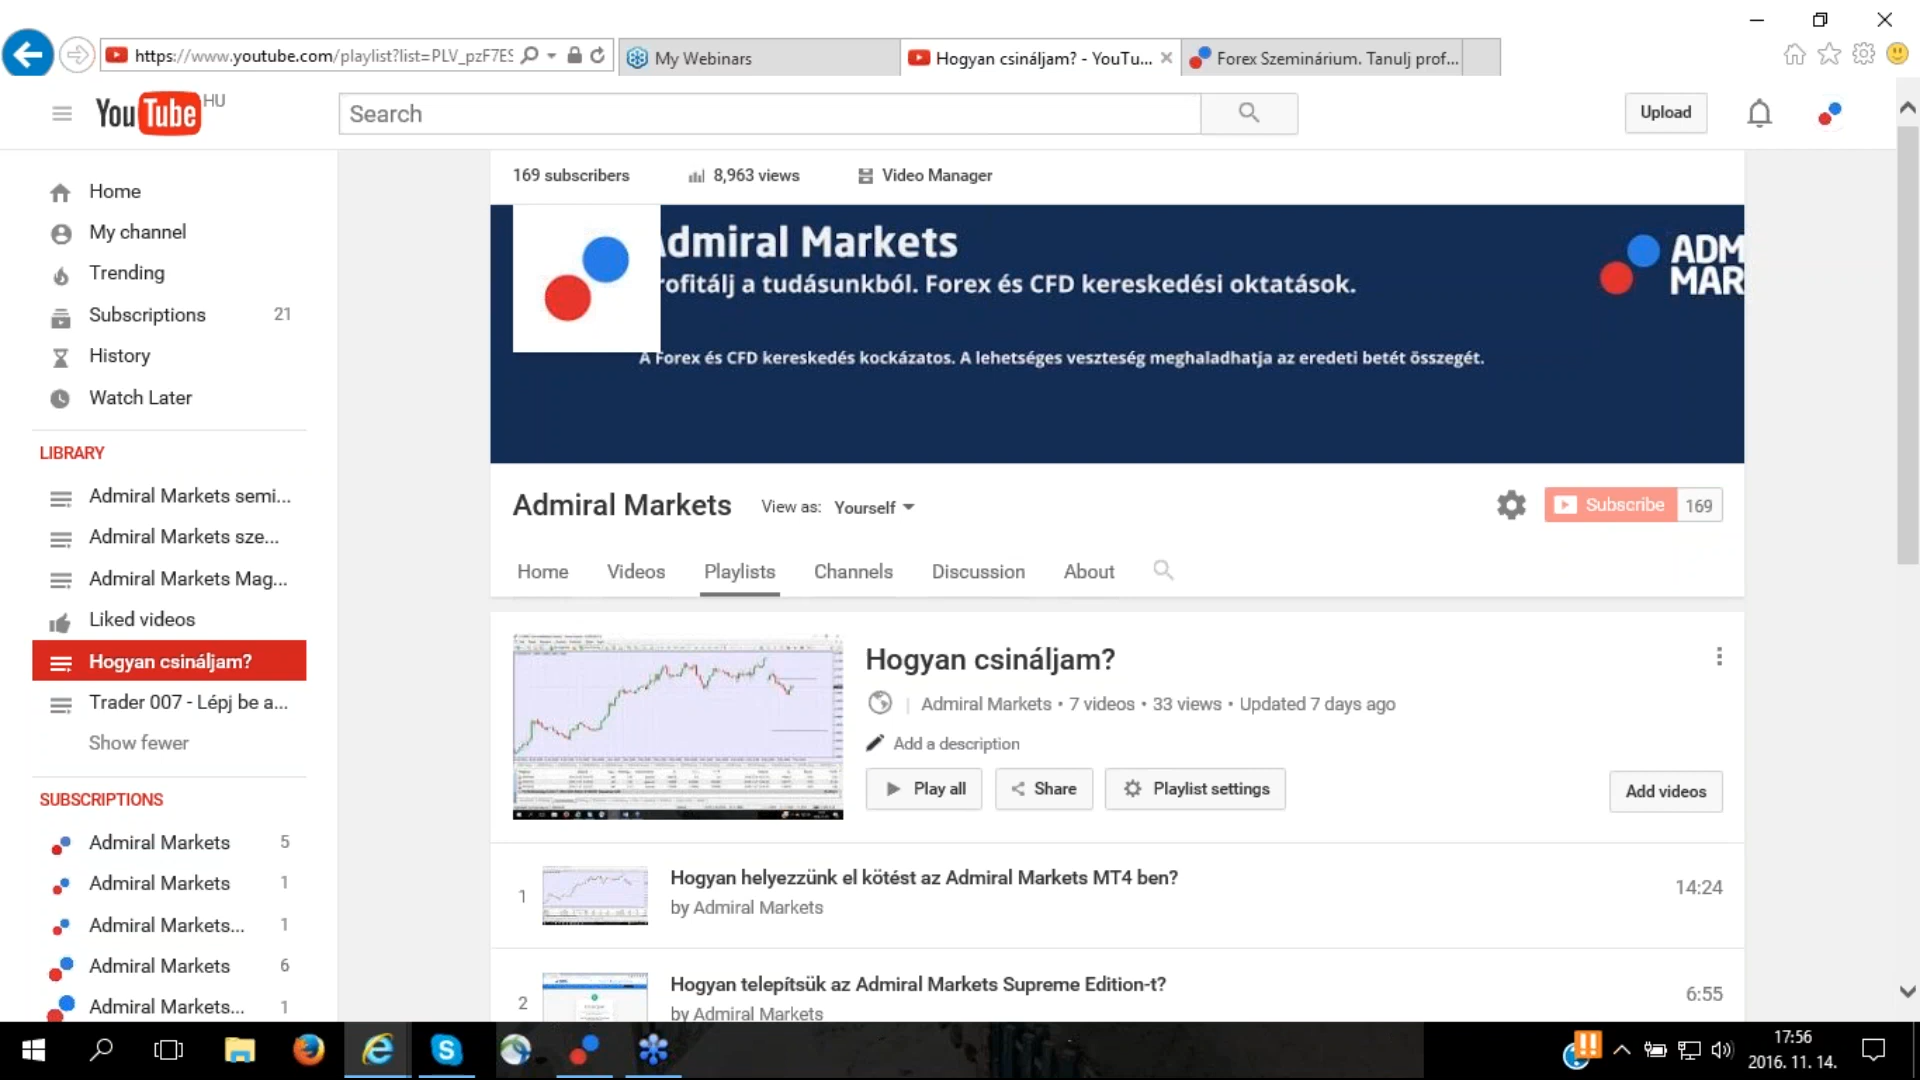 https://www.youtube.com/playlist?list=PLV_pzF7ES
My Webinars
Hogyan csináljam? - YouTu...
Forex Szeminárium. Tanulj prof...
YouTube HU
Search
Upload
Home
My channel
Trending
Subscriptions 21
History
Watch Later
LIBRARY
Admiral Markets semi...
Admiral Markets sze...
Admiral Markets Mag...
Liked videos
Hogyan csináljam?
Trader 007 - Lépj be a...
Show fewer
SUBSCRIPTIONS
Admiral Markets 5
Admiral Markets 1
Admiral Markets... 1
Admiral Markets 6
Admiral Markets... 1
169 subscribers
8,963 views
Video Manager
dmiral Markets
rofitálj a tudásunkból. Forex és CFD kereskedési oktatások.
A Forex és CFD kereskedés kockázatos. A lehetséges veszteség meghaladhatja az eredeti betét összegét.
ADM
MAR
Admiral Markets
View as: Yourself
Subscribe 169
Home
Videos
Playlists
Channels
Discussion
About
Hogyan csináljam?
Admiral Markets • 7 videos • 33 views • Updated 7 days ago
Add a description
Play all
Share
Playlist settings
Add videos
1
Hogyan helyezzünk el kötést az Admiral Markets MT4 ben?
by Admiral Markets
14:24
2
Hogyan telepítsük az Admiral Markets Supreme Edition-t?
by Admiral Markets
6:55
17:56
2016. 11. 14.